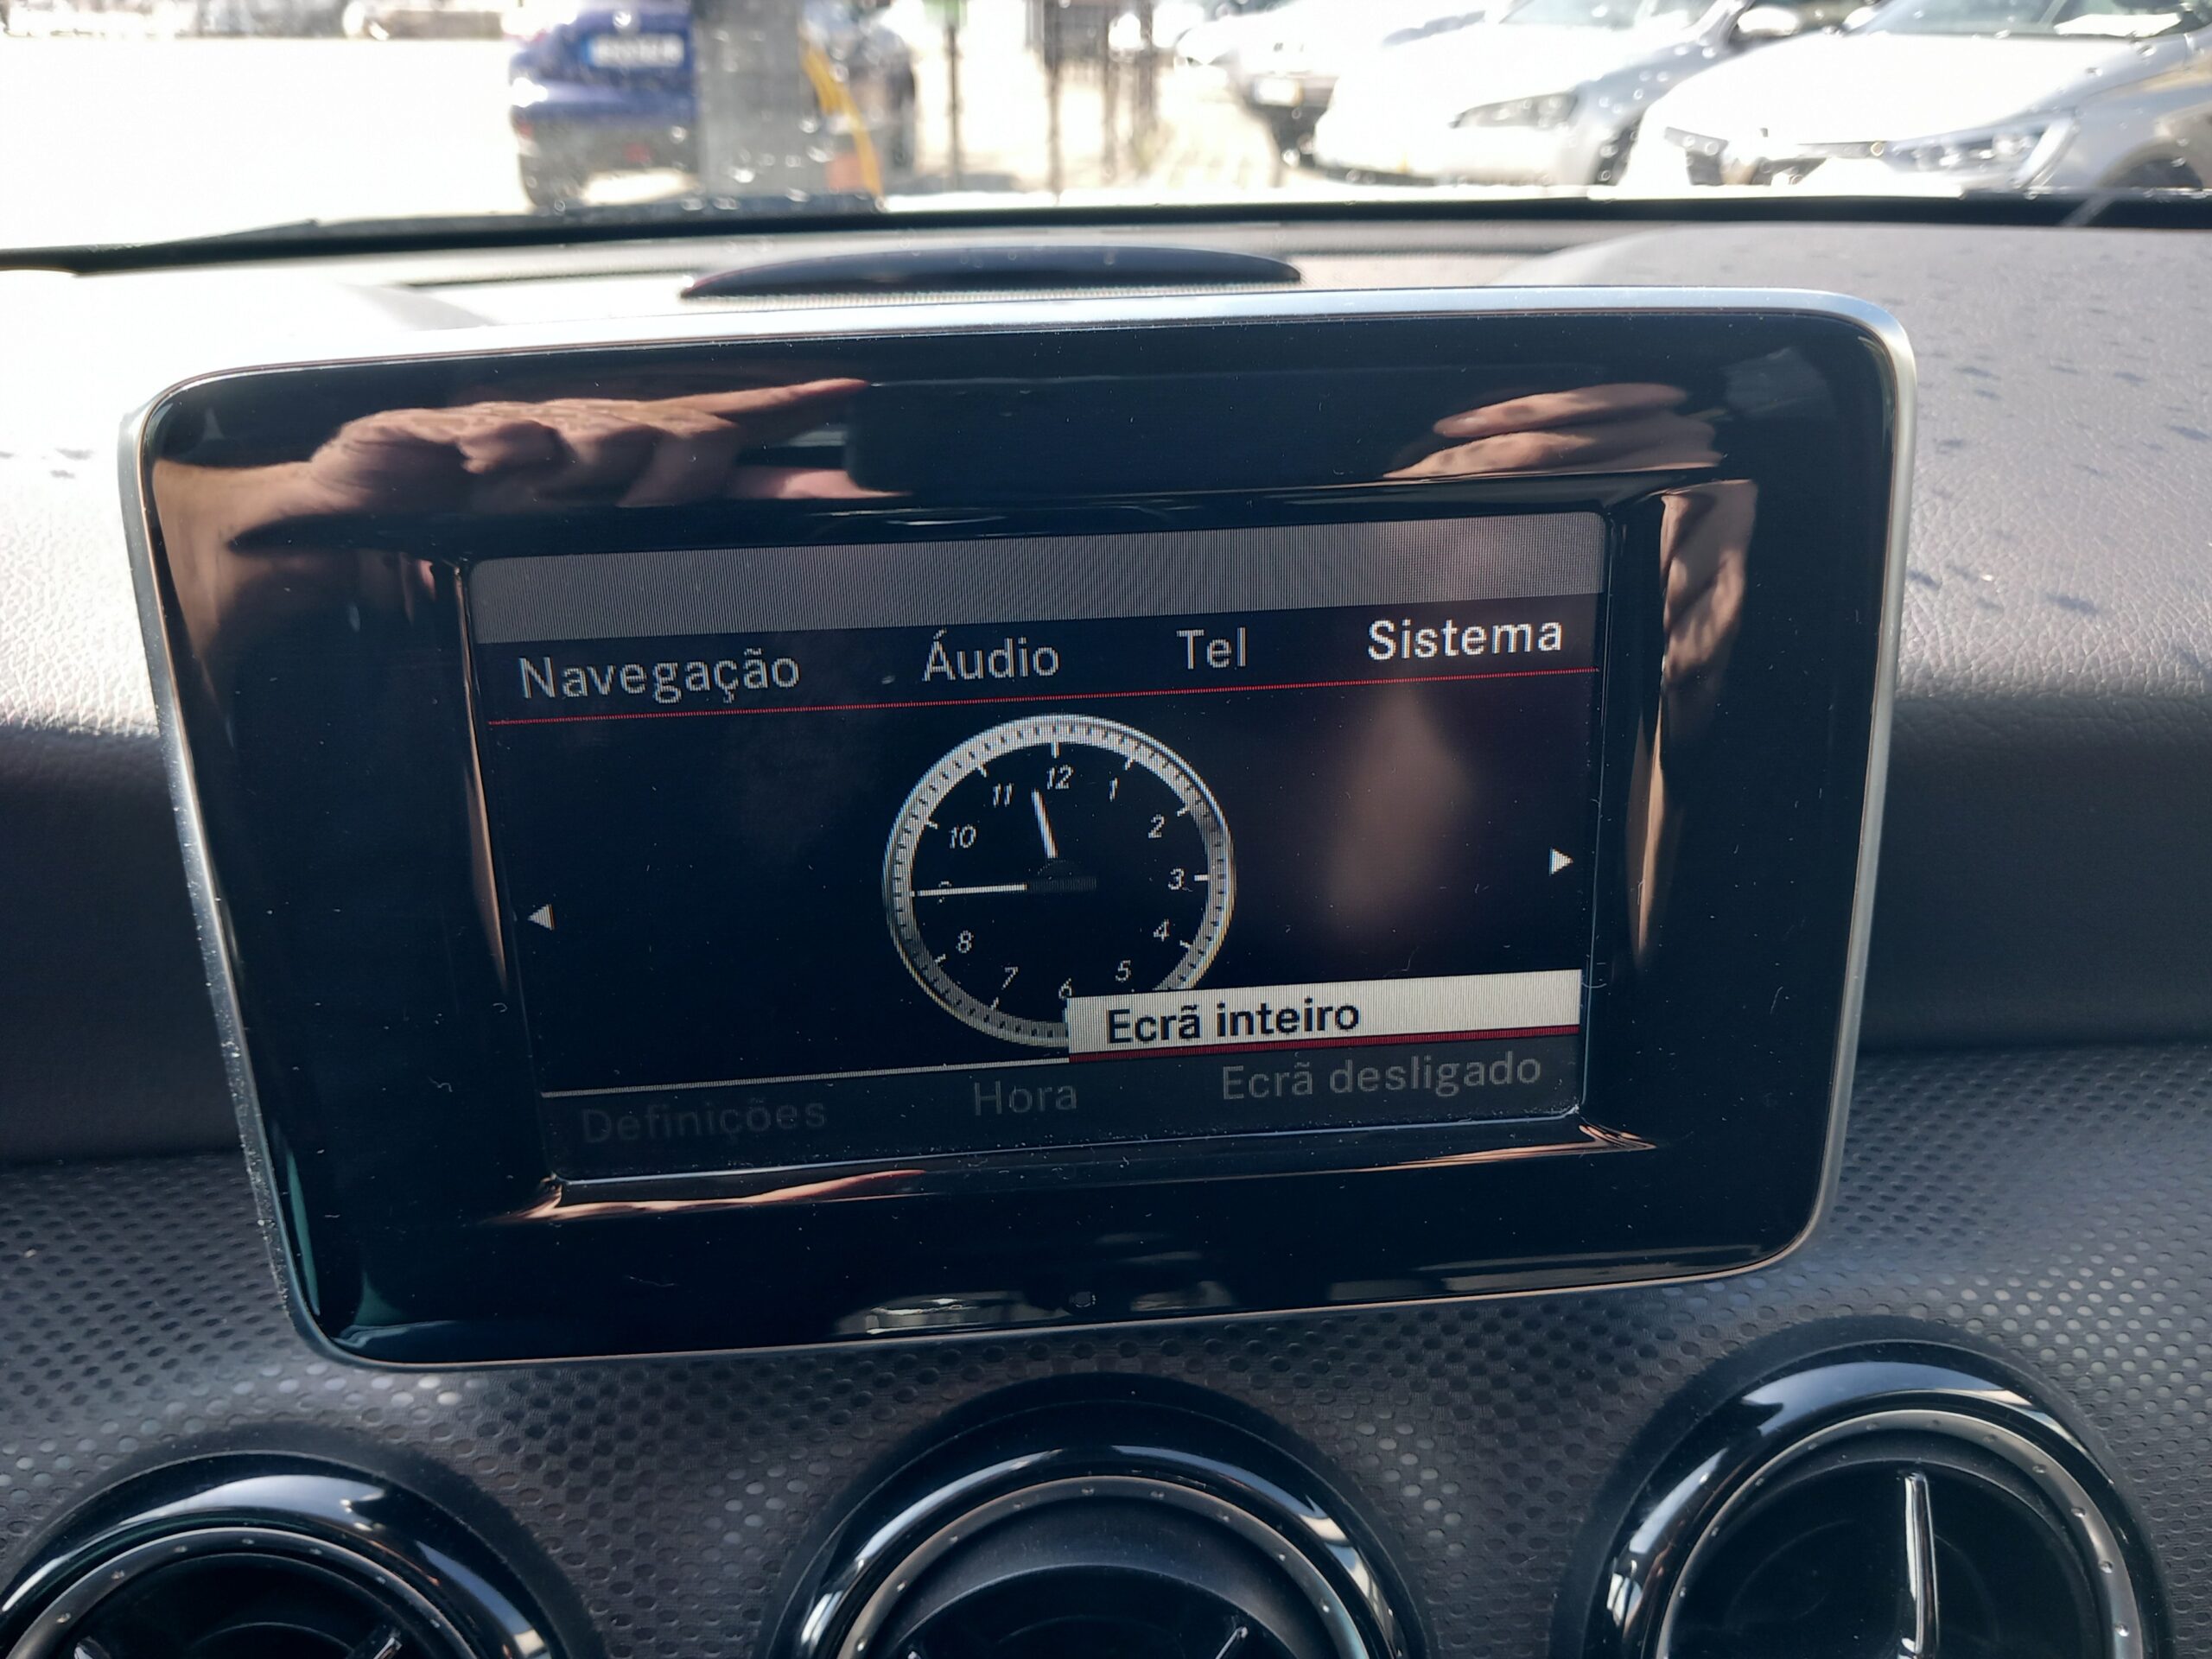 Navegação Áudio Tel Sistema
12
11 1
10 2
9 3
8 4
7 5
6
Ecrã inteiro
Definições Hora Ecrã desligado